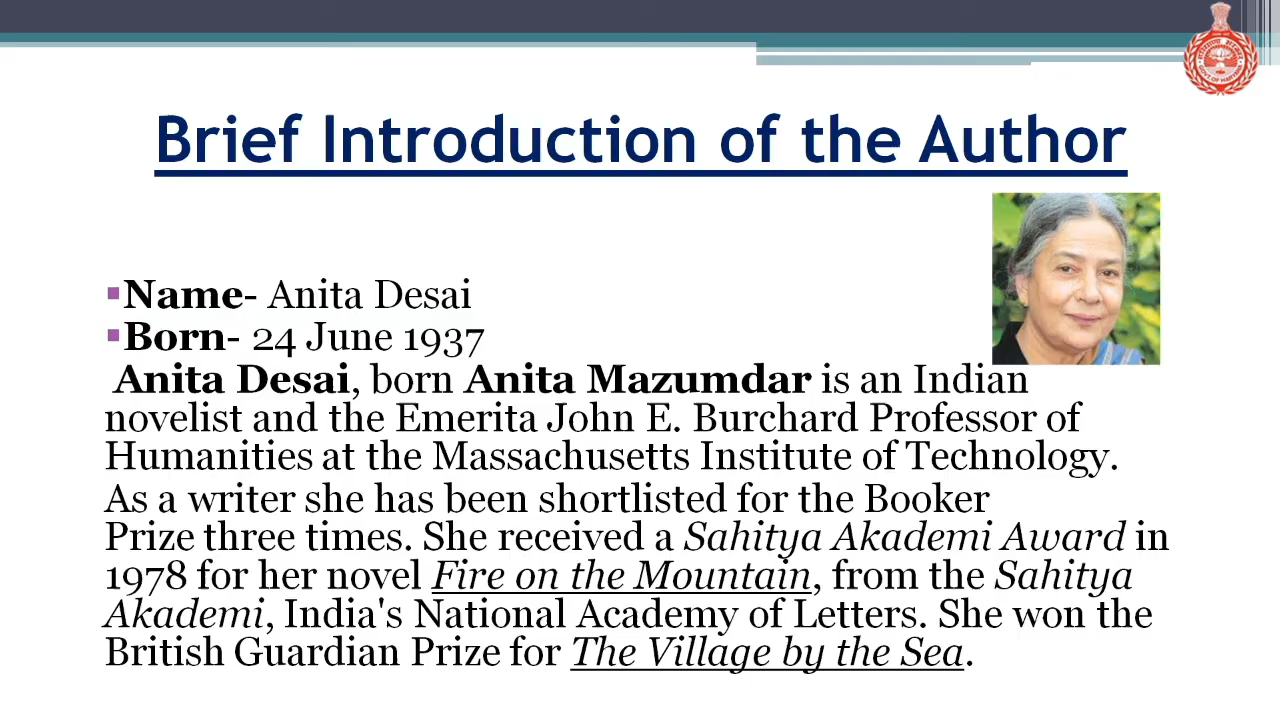 Brief Introduction of the Author
▪Name- Anita Desai
▪Born- 24 June 1937
Anita Desai, born Anita Mazumdar is an Indian
novelist and the Emerita John E. Burchard Professor of
Humanities at the Massachusetts Institute of Technology.
As a writer she has been shortlisted for the Booker
Prize three times. She received a Sahitya Akademi Award in
1978 for her novel Fire on the Mountain, from the Sahitya
Akademi, India's National Academy of Letters. She won the
British Guardian Prize for The Village by the Sea.